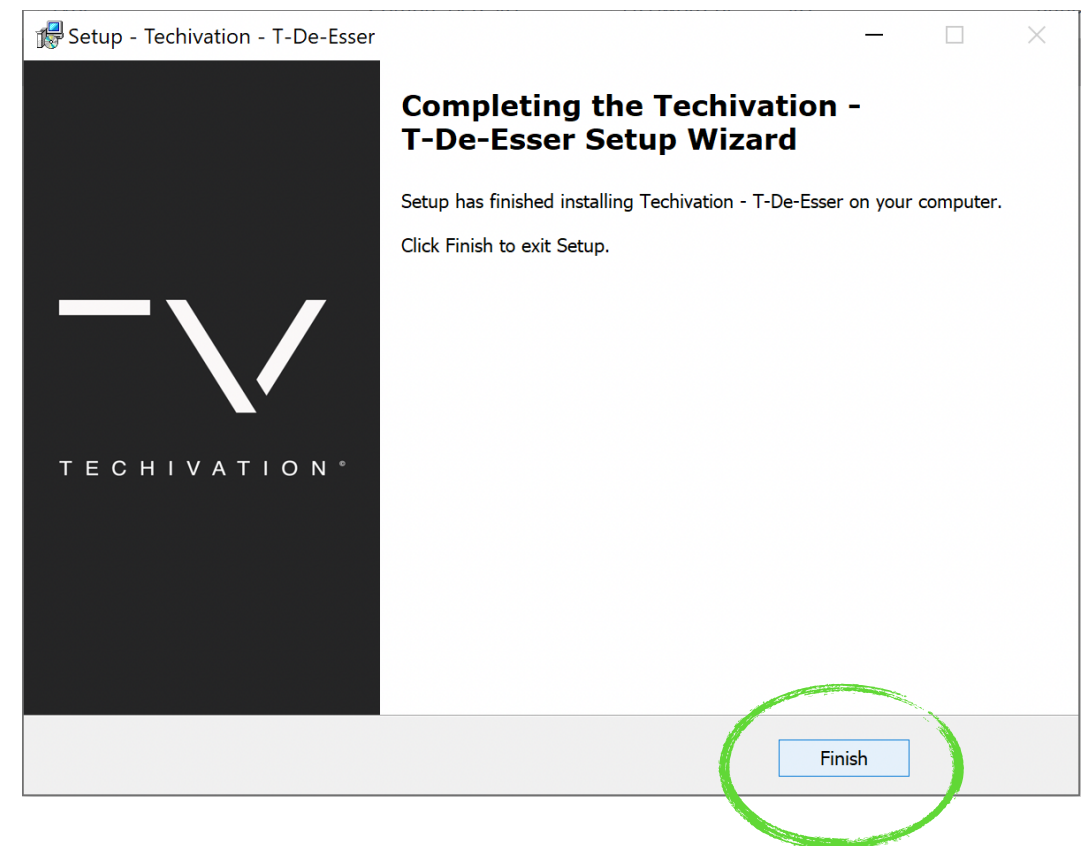 Setup - Techivation - T-De-Esser
Completing the Techivation -
T-De-Esser Setup Wizard
Setup has finished installing Techivation - T-De-Esser on your computer.
Click Finish to exit Setup.
TECHIVATION©
Finish